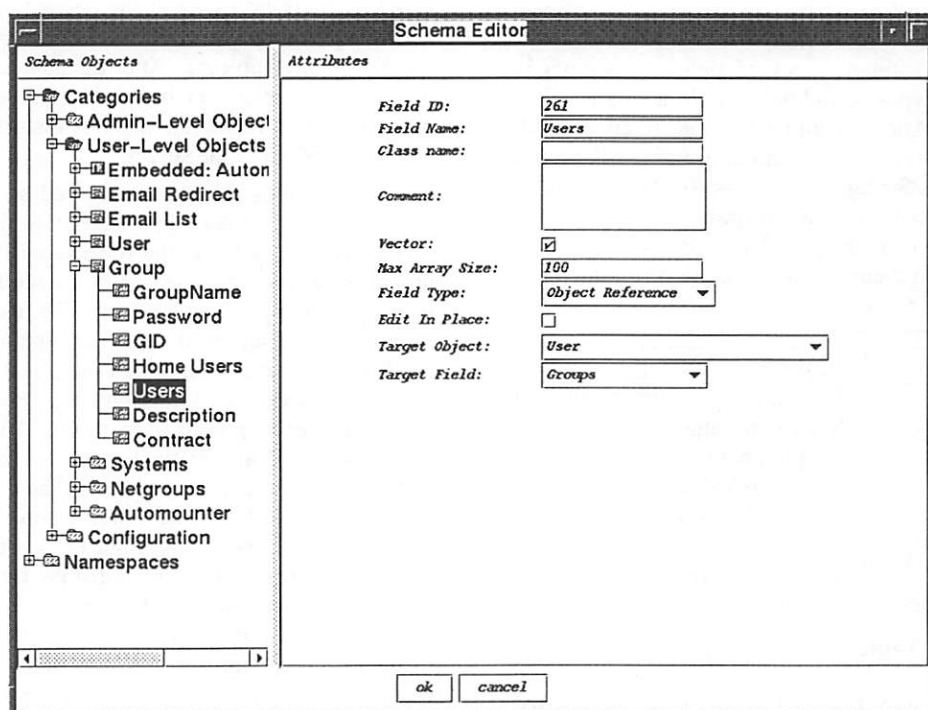 Schema Editor
Schema Objects
Attributes
Categories
Admin-Level Object
User-Level Objects
Embedded: Auton
Email Redirect
Email List
User
Group
GroupName
Password
GID
Home Users
Users
Description
Contract
Systems
Netgroups
Automounter
Configuration
Namespaces
Field ID: 261
Field Name: Users
Class name:
Comment:
Vector:
Max Array Size: 100
Field Type: Object Reference
Edit In Place:
Target Object: User
Target Field: Groups
ok cancel